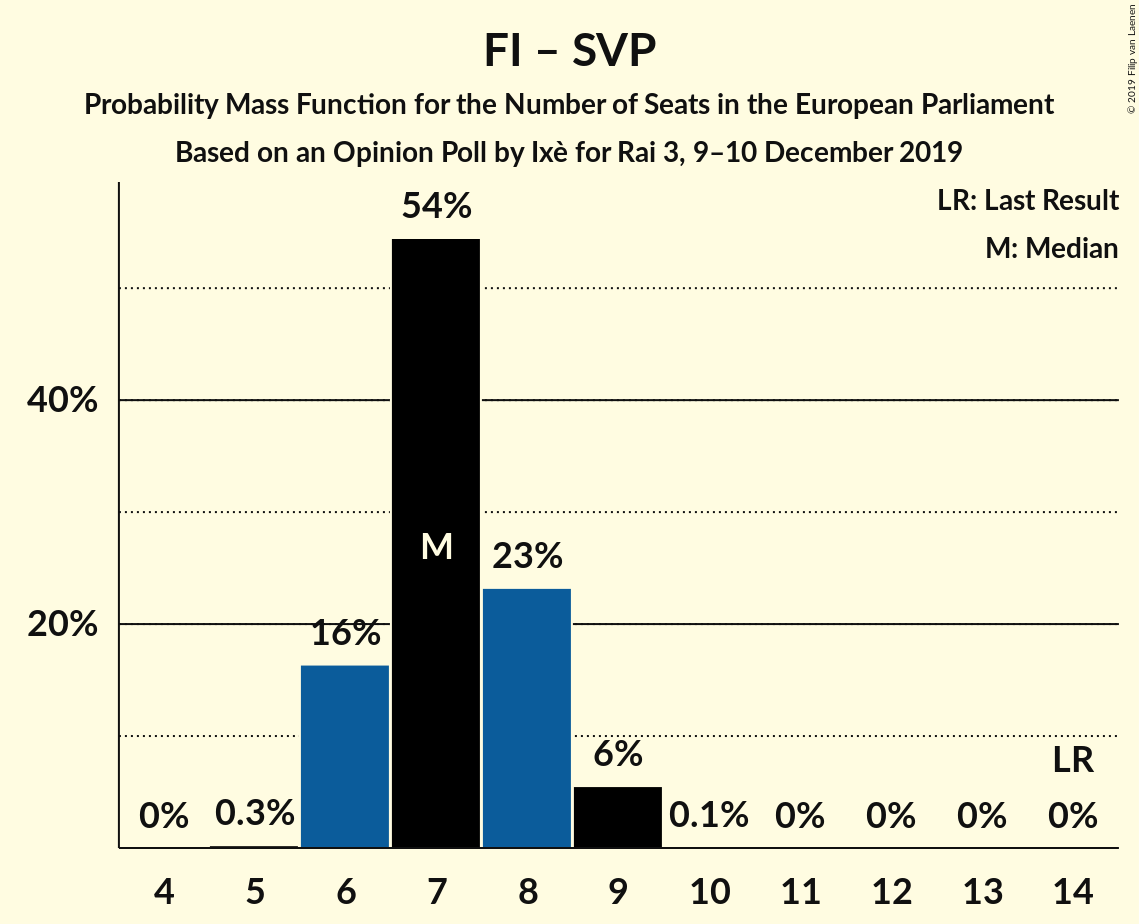 FI – SVP
Probability Mass Function for the Number of Seats in the European Parliament
Based on an Opinion Poll by Ixè for Rai 3, 9–10 December 2019
© 2019 Filip van Laenen
LR: Last Result
M: Median
54%
40%
M
23%
20%
16%
6%
LR
0%
0.3%
0.1%
0%
0%
0%
0%
4 5 6 7 8 9 10 11 12 13 14